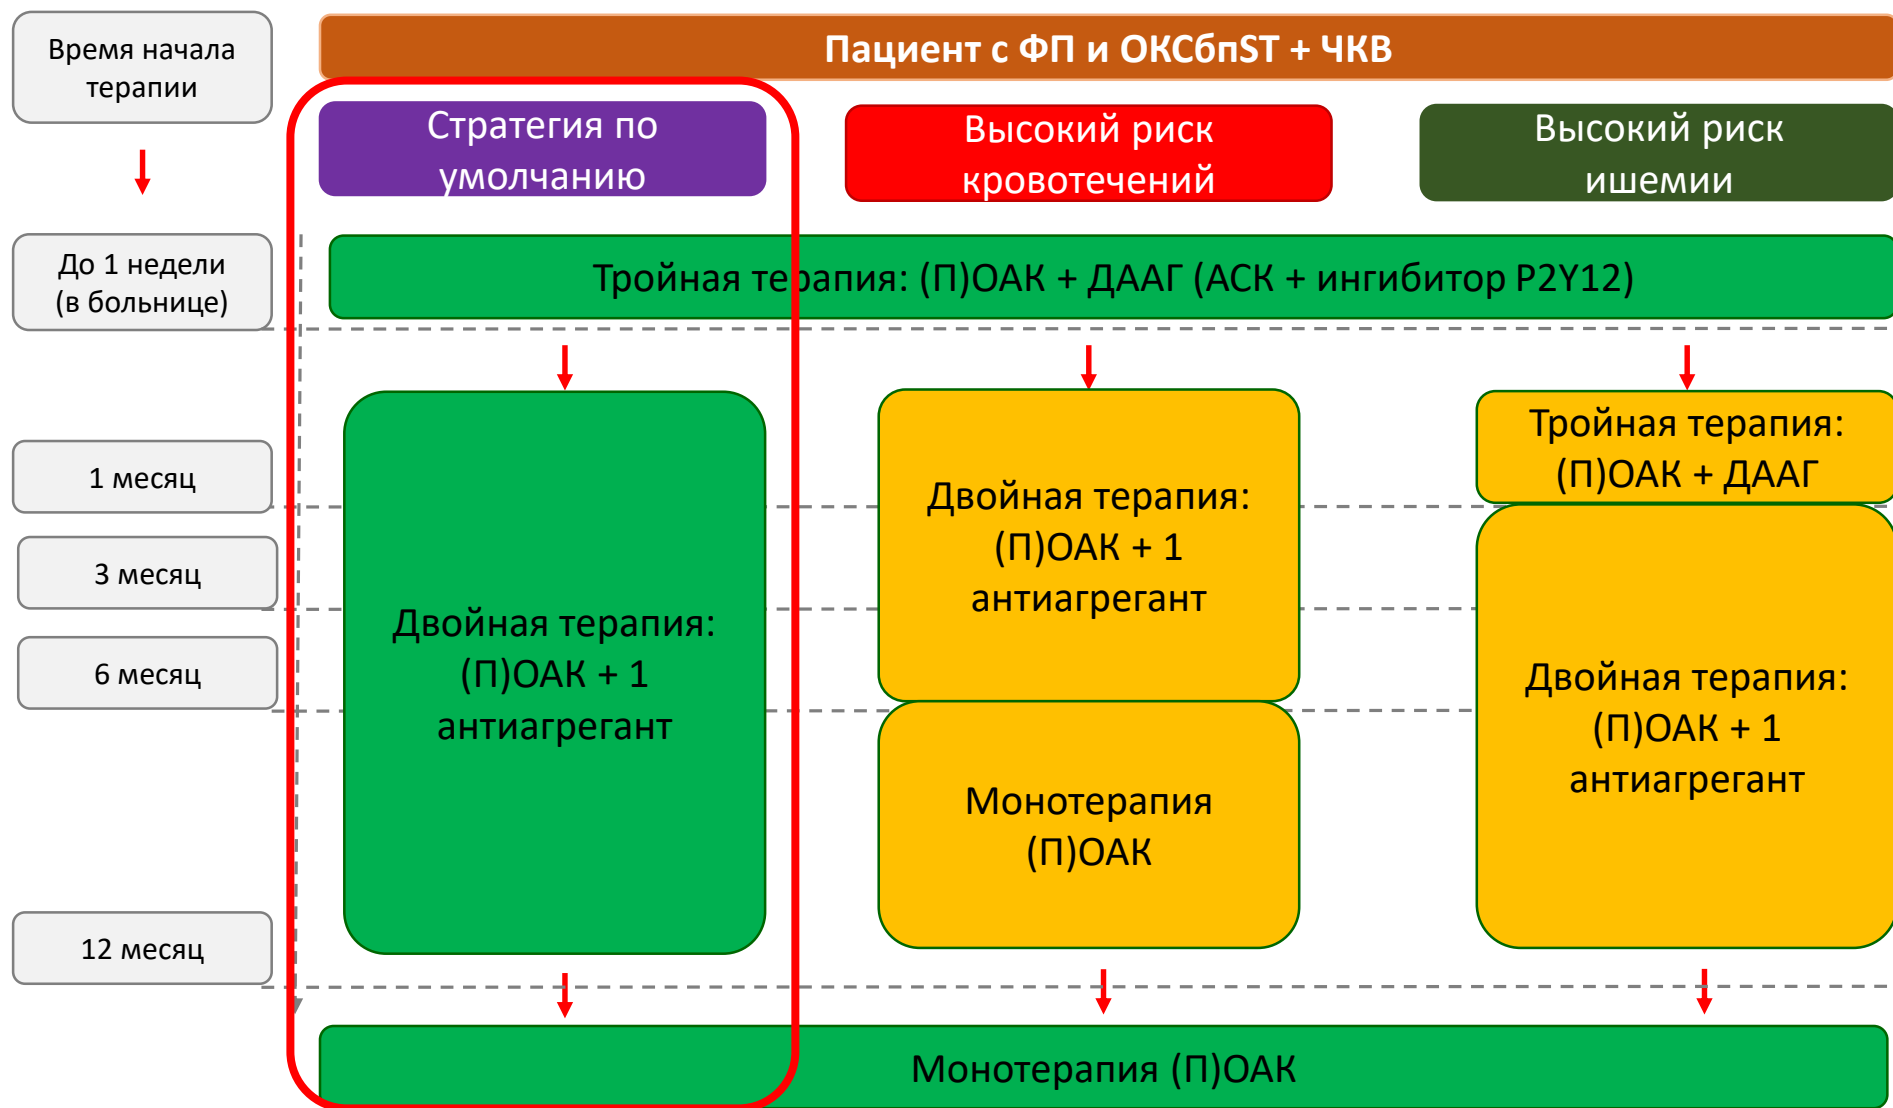 Время начала
терапии
Пациент с ФП и ОКСбпST + ЧКВ
Стратегия по
умолчанию
Высокий риск
кровотечений
Высокий риск
ишемии
До 1 недели
(в больнице)
Тройная терапия: (П)ОАК + ДААГ (АСК + ингибитор P2Y12)
1 месяц
3 месяц
6 месяц
12 месяц
Двойная терапия:
(П)ОАК + 1
антиагрегант
Двойная терапия:
(П)ОАК + 1
антиагрегант
Монотерапия
(П)ОАК
Тройная терапия:
(П)ОАК + ДААГ
Двойная терапия:
(П)ОАК + 1
антиагрегант
Монотерапия (П)ОАК